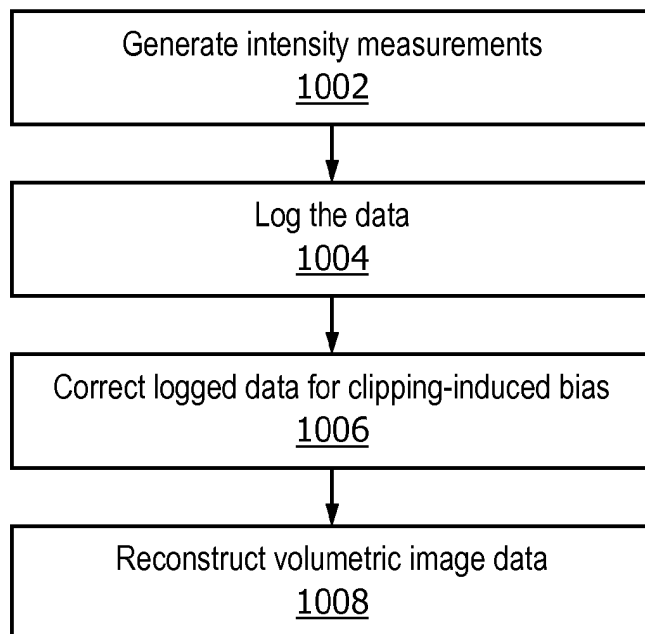 Generate intensity measurements
1002
Log the data
1004
Correct logged data for clipping-induced bias
1006
Reconstruct volumetric image data
1008